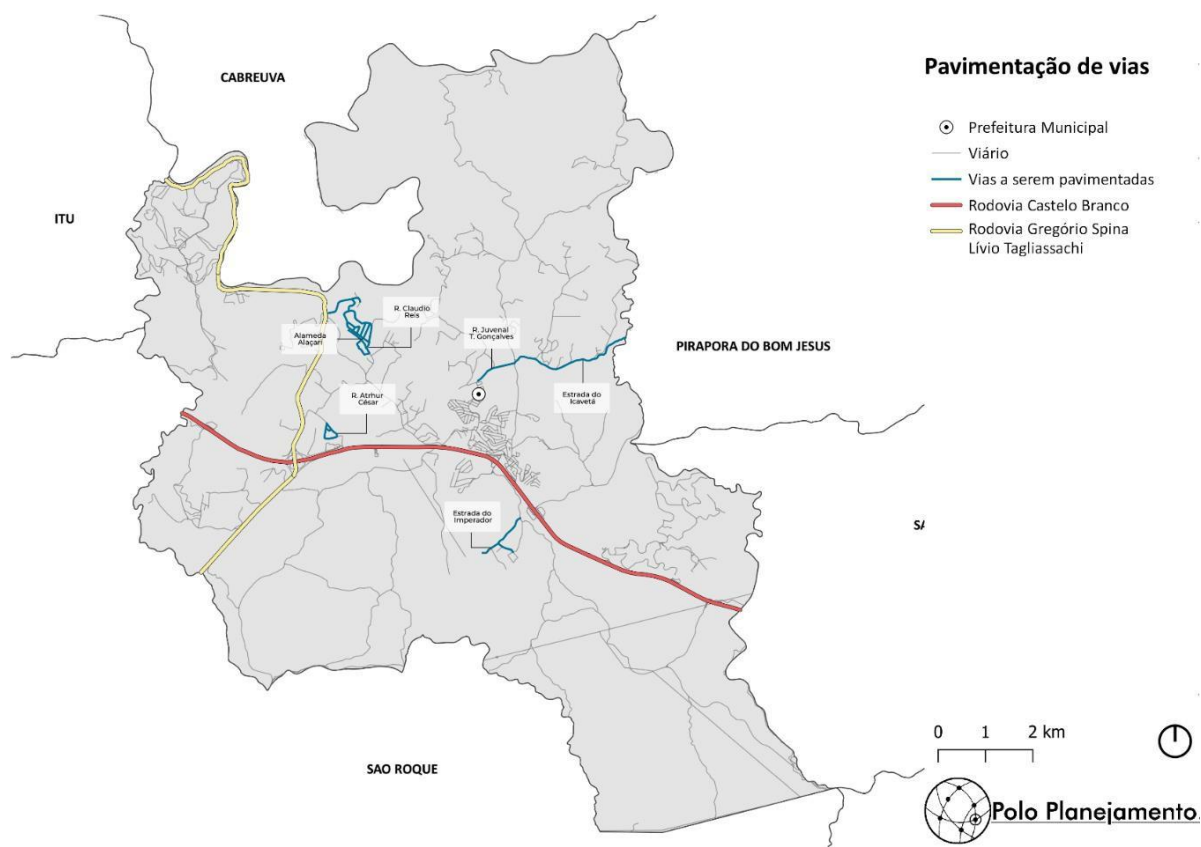 CABREUVA
ITU
PIRAPORA DO BOM JESUS
SAO ROQUE
SA
R. Claudio
Reis
Alameda
Alaçari
R. Juvenal
T. Gonçalves
Estrada do
Icavetá
R. Atrhur
César
Estrada do
Imperador
Pavimentação de vias
Prefeitura Municipal
Viário
Vias a serem pavimentadas
Rodovia Castelo Branco
Rodovia Gregório Spina
Lívio Tagliassachi
0 1 2 km
Polo Planejamento.